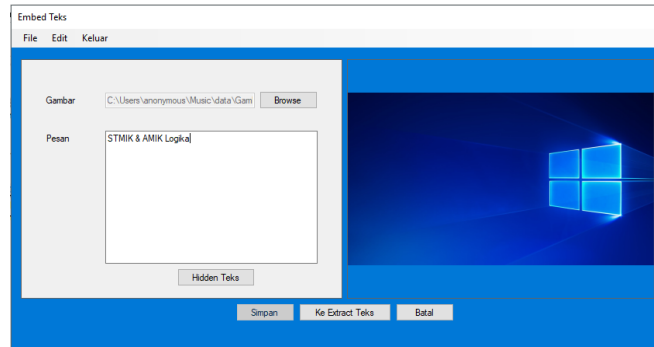 Embed Teks
File Edit Keluar
Gambar C:\Users\anonymous\Music\data\Gam Browse
Pesan STMIK & AMIK Logika
Hidden Teks
Simpan Ke Extract Teks Batal